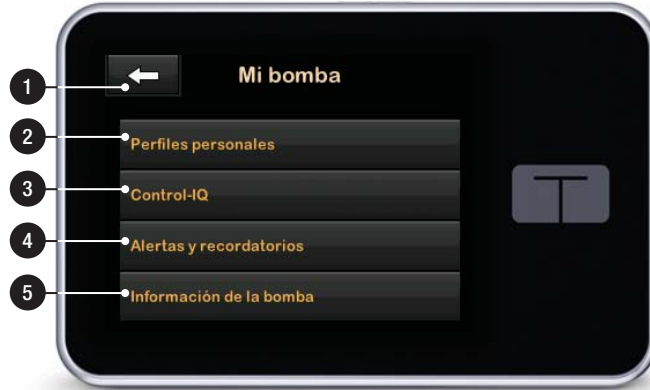 Mi bomba
1
2
Perfiles personales
3
Control-IQ
4
Alertas y recordatorios
5
Información de la bomba